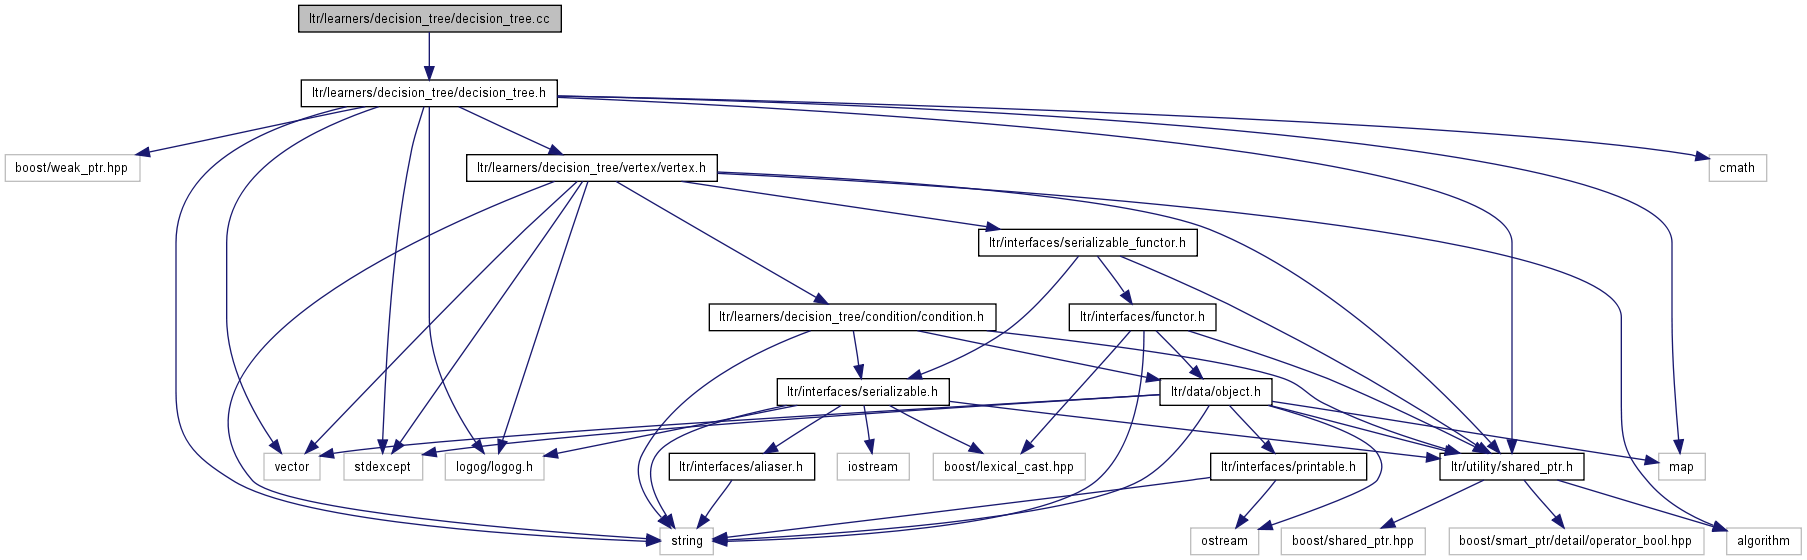 ltr/learners/decision_tree/decision_tree.cc
ltr/learners/decision_tree/decision_tree.h
boost/weak_ptr.hpp
ltr/learners/decision_tree/vertex/vertex.h
cmath
ltr/interfaces/serializable_functor.h
ltr/learners/decision_tree/condition/condition.h
ltr/interfaces/functor.h
ltr/interfaces/serializable.h
ltr/data/object.h
vector
stdexcept
logog/logog.h
ltr/interfaces/aliaser.h
iostream
boost/lexical_cast.hpp
ltr/interfaces/printable.h
ltr/utility/shared_ptr.h
map
string
ostream
boost/shared_ptr.hpp
boost/smart_ptr/detail/operator_bool.hpp
algorithm